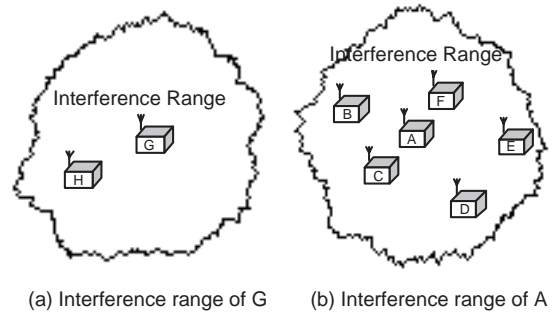 Interference Range
G
H
(a) Interference range of G
Interference Range
F
B
A
E
C
D
(b) Interference range of A